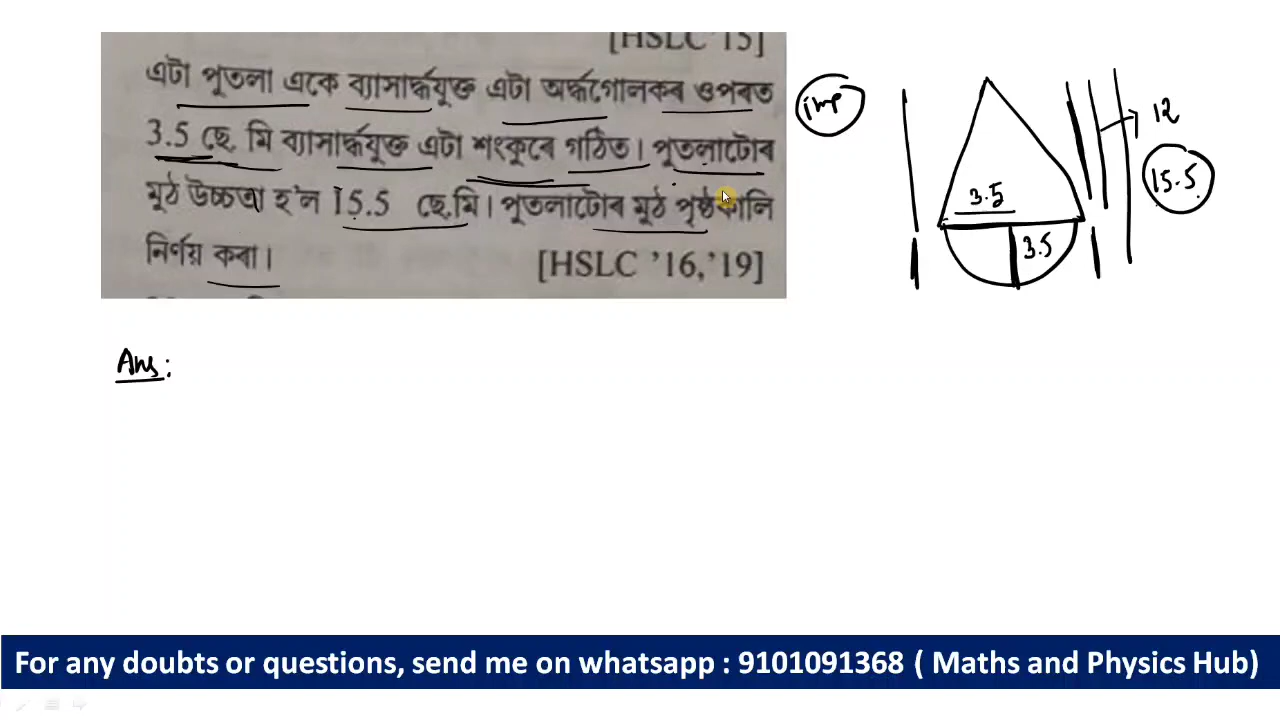 [HSLC '15]
এটা পুতলা একে ব্যাসাৰ্দ্ধযুক্ত এটা অৰ্দ্ধগোলকৰ ওপৰত
3.5 ছে. মি ব্যাসাৰ্দ্ধযুক্ত এটা শংকুৰে গঠিত। পুতলাটোৰ
মুঠ উচ্চতা হ'ল 15.5 ছে.মি। পুতলাটোৰ মুঠ পৃষ্ঠকালি
নিৰ্ণয় কৰা।
[HSLC '16,'19]
imp
12
15.5
3.5
3.5
Ans:
For any doubts or questions, send me on whatsapp : 9101091368 ( Maths and Physics Hub)